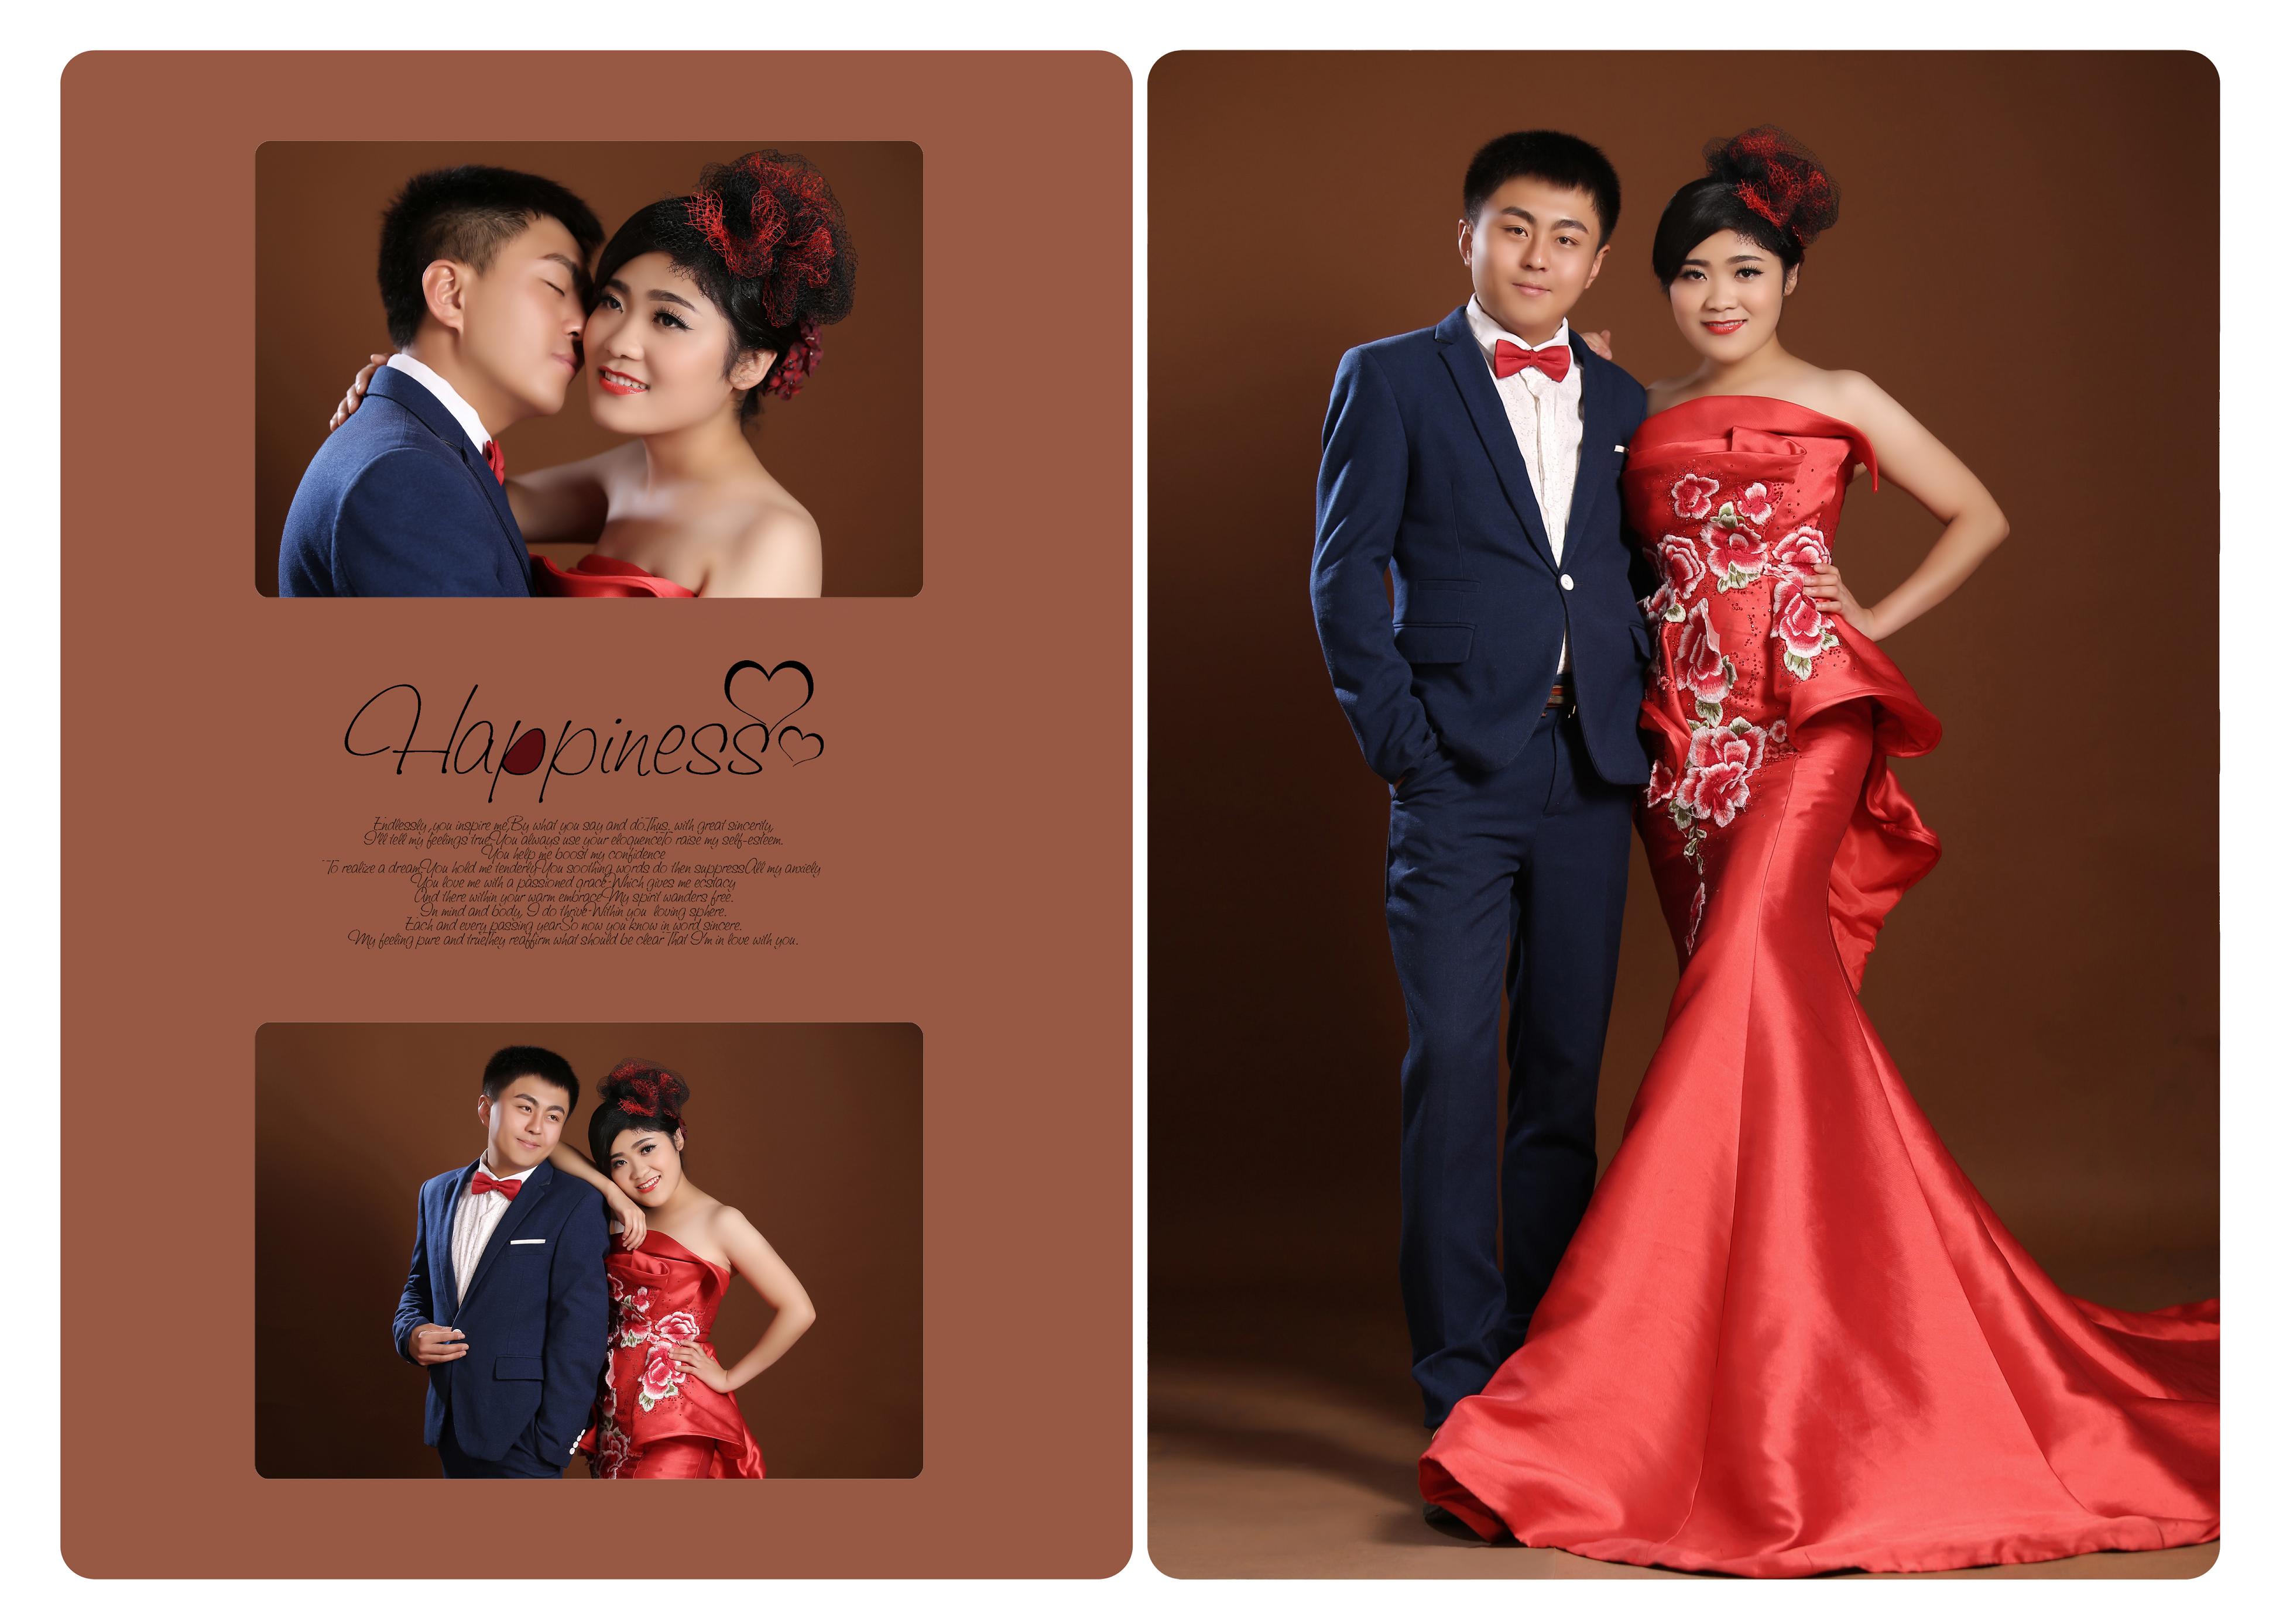 Happiness
Endlessly ,you inspire me,By what you say and do,Thus, with great sincerity,
I'll tell my feelings true,You always use your eloquenceTo raise my self-esteem.
You help me boost my confidence
To realize a dream,You hold me tenderly,You soothing words do then suppressAll my anxiety
You love me with a passioned grace,Which gives me ecstacy
And there within your warm embrace,My spirit wanders free.
In mind and body, I do thrive,Within you loving sphere.
Each and every passing year.So now you know in word sincere.
My feeling pure and true,They reaffirm what should be clear That I'm in love with you.